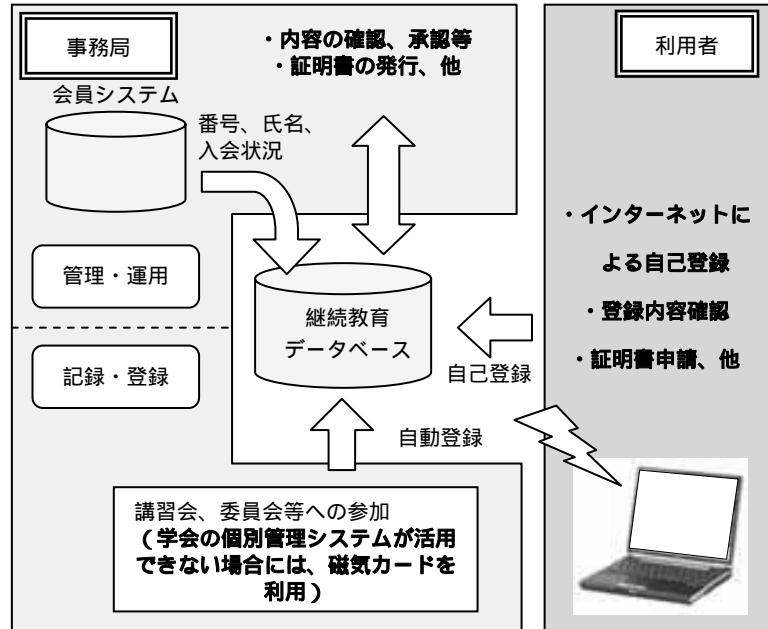 事務局
・内容の確認、承認等
・証明書の発行、他
利用者
会員システム
番号、氏名、
入会状況
・インターネットに
よる自己登録
・登録内容確認
・証明書申請、他
管理・運用
継続教育
データベース
自己登録
記録・登録
自動登録
講習会、委員会等への参加
(学会の個別管理システムが活用
できない場合には、磁気カードを
利用)